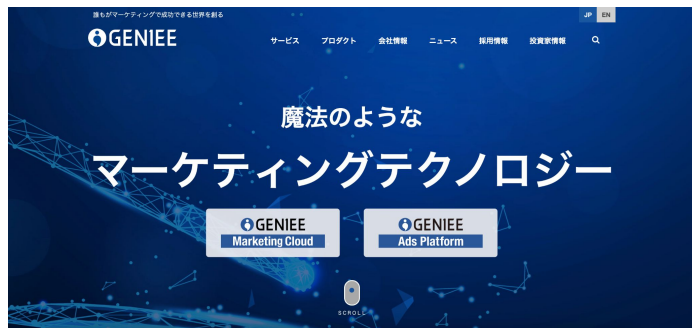 誰もがマーケティングで成功できる世界を創る
JP EN
GENIEE
サービス プロダクト 会社情報 ニュース 採用情報 投資家情報
魔法のような
マーケティングテクノロジー
GENIEE
Marketing Cloud
GENIEE
Ads Platform
SCROLL